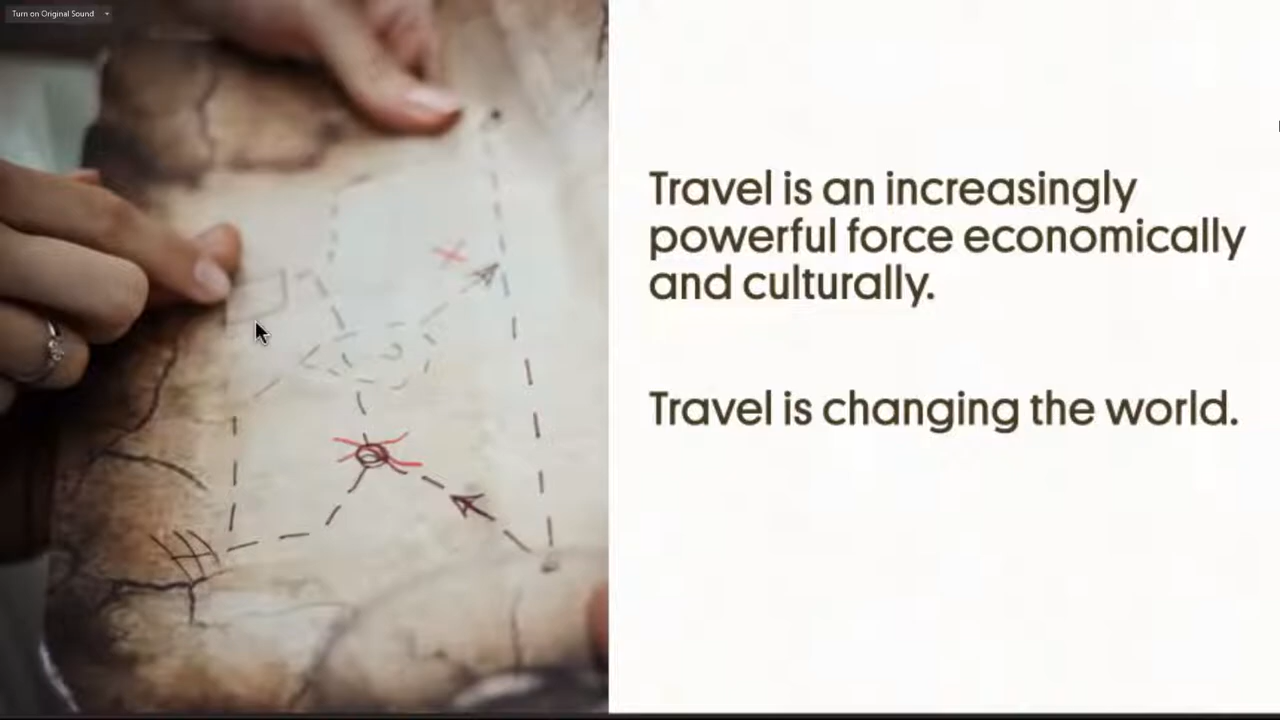 Turn on Original Sound
Travel is an increasingly
powerful force economically
and culturally.
Travel is changing the world.